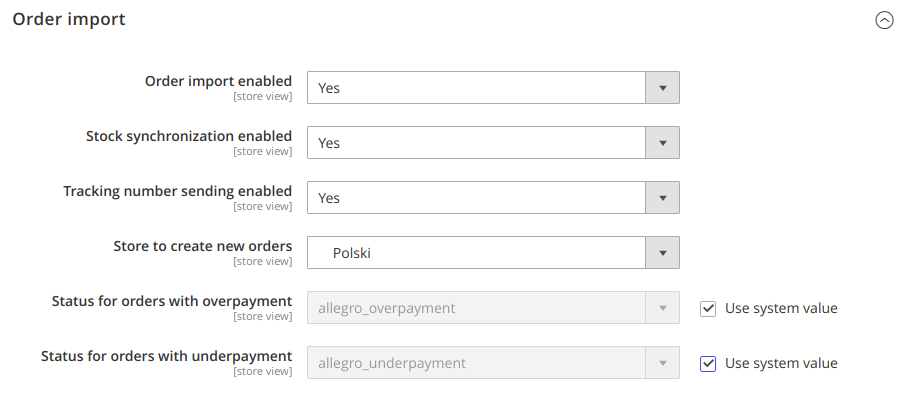 Order import
Order import enabled
Yes
[store view]
Stock synchronization enabled
Yes
[store view]
Tracking number sending enabled
Yes
[store view]
Store to create new orders
Polski
[store view]
Status for orders with overpayment
allegro_overpayment
Use system value
[store view]
Status for orders with underpayment
allegro_underpayment
Use system value
[store view]